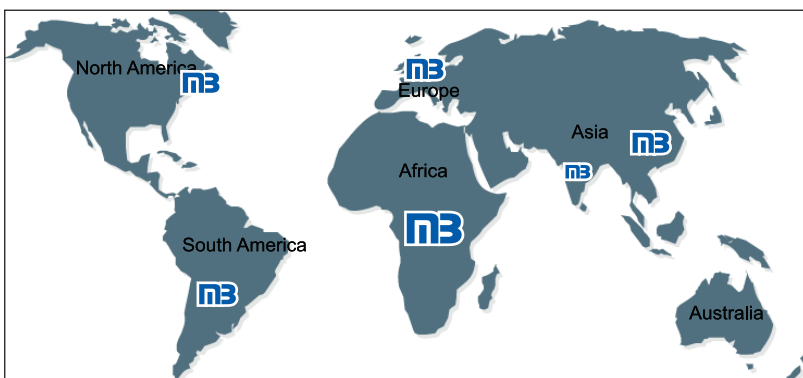 North America
M3
M3
Europe
Asia
M3
M3
Africa
M3
South America
M3
Australia